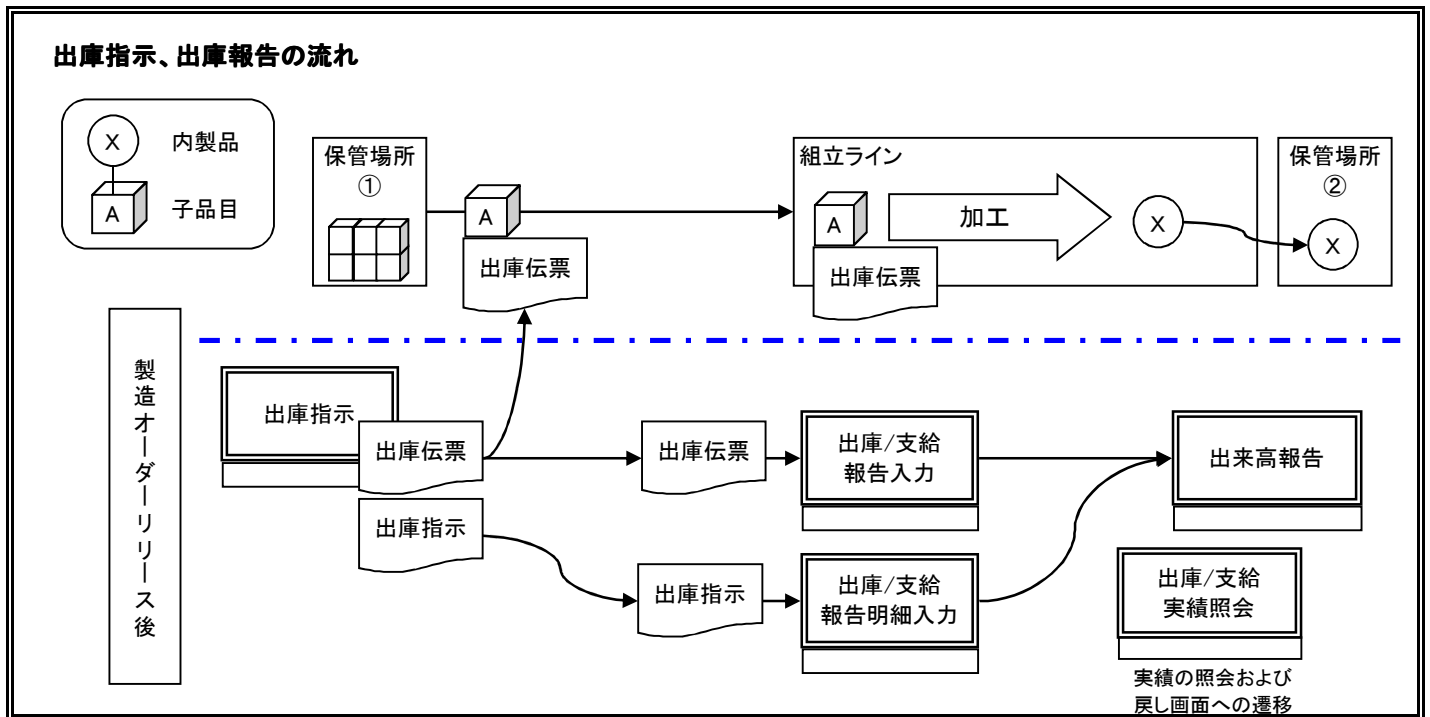 出庫指示、出庫報告の流れ
X
内製品
A
子品目
保管場所
①
A
出庫伝票
組立ライン
A
加工
X
出庫伝票
保管場所
②
X
製造オーダーリリース後
出庫指示
出庫伝票
出庫指示
出庫伝票
出庫/支給
報告入力
出来高報告
出庫指示
出庫/支給
報告明細入力
出庫/支給
実績照会
実績の照会および
戻し画面への遷移